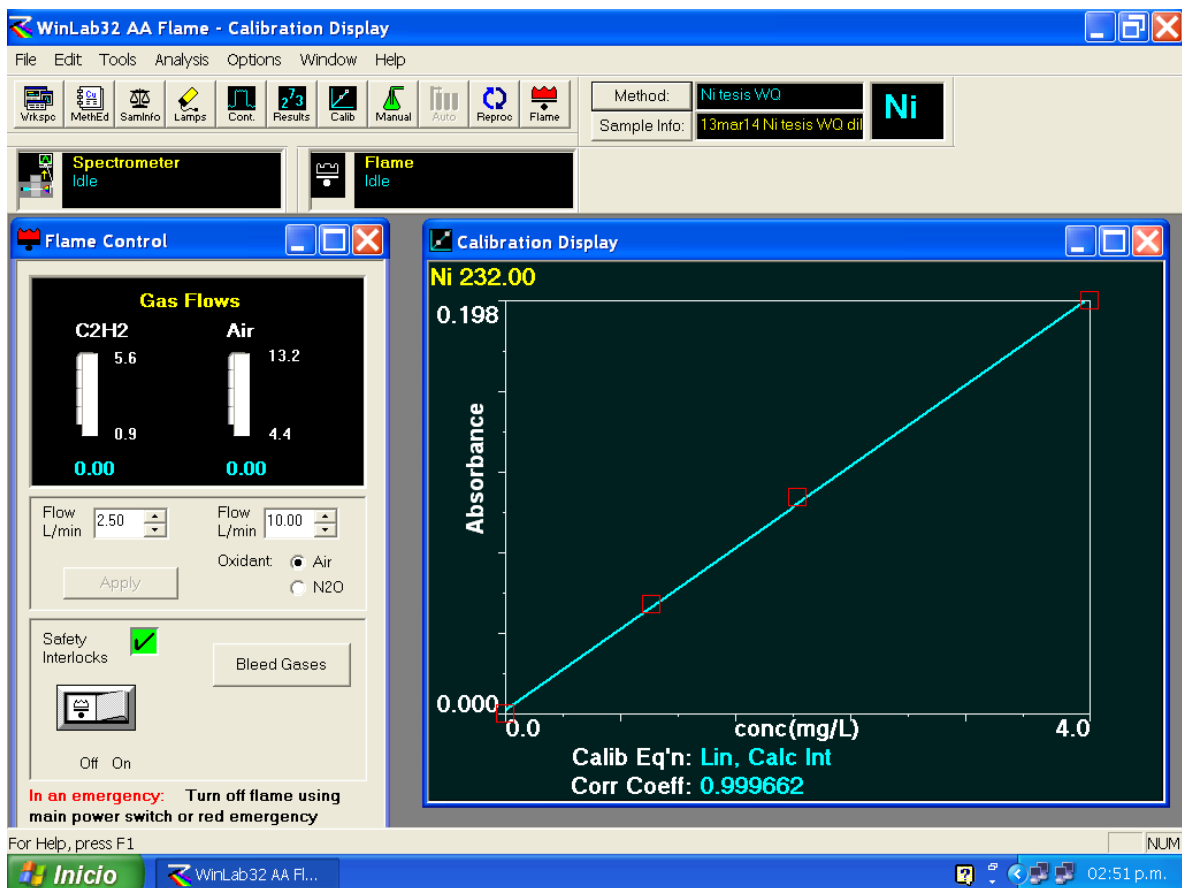 WinLab32 AA Flame - Calibration Display
File Edit Tools Analysis Options Window Help
Wrkspc MethEd SamInfo Lamps Cont. Results Calib Manual Auto Reproc Flame
Method: Ni tesis WQ
Sample Info: 13mar14 Ni tesis WQ dil
Ni
Spectrometer
Idle
Flame
Idle
Flame Control
Gas Flows
C2H2 Air
5.6 13.2
0.9 4.4
0.00 0.00
Flow L/min 2.50 Flow L/min 10.00
Oxidant: Air
N2O
Apply
Safety Interlocks
Bleed Gases
Off On
In an emergency: Turn off flame using
main power switch or red emergency
Calibration Display
Ni 232.00
0.198
Absorbance
0.000
0.0 conc(mg/L) 4.0
Calib Eq'n: Lin, Calc Int
Corr Coeff: 0.999662
For Help, press F1
NUM
Inicio WinLab32 AA Fl... 02:51 p.m.